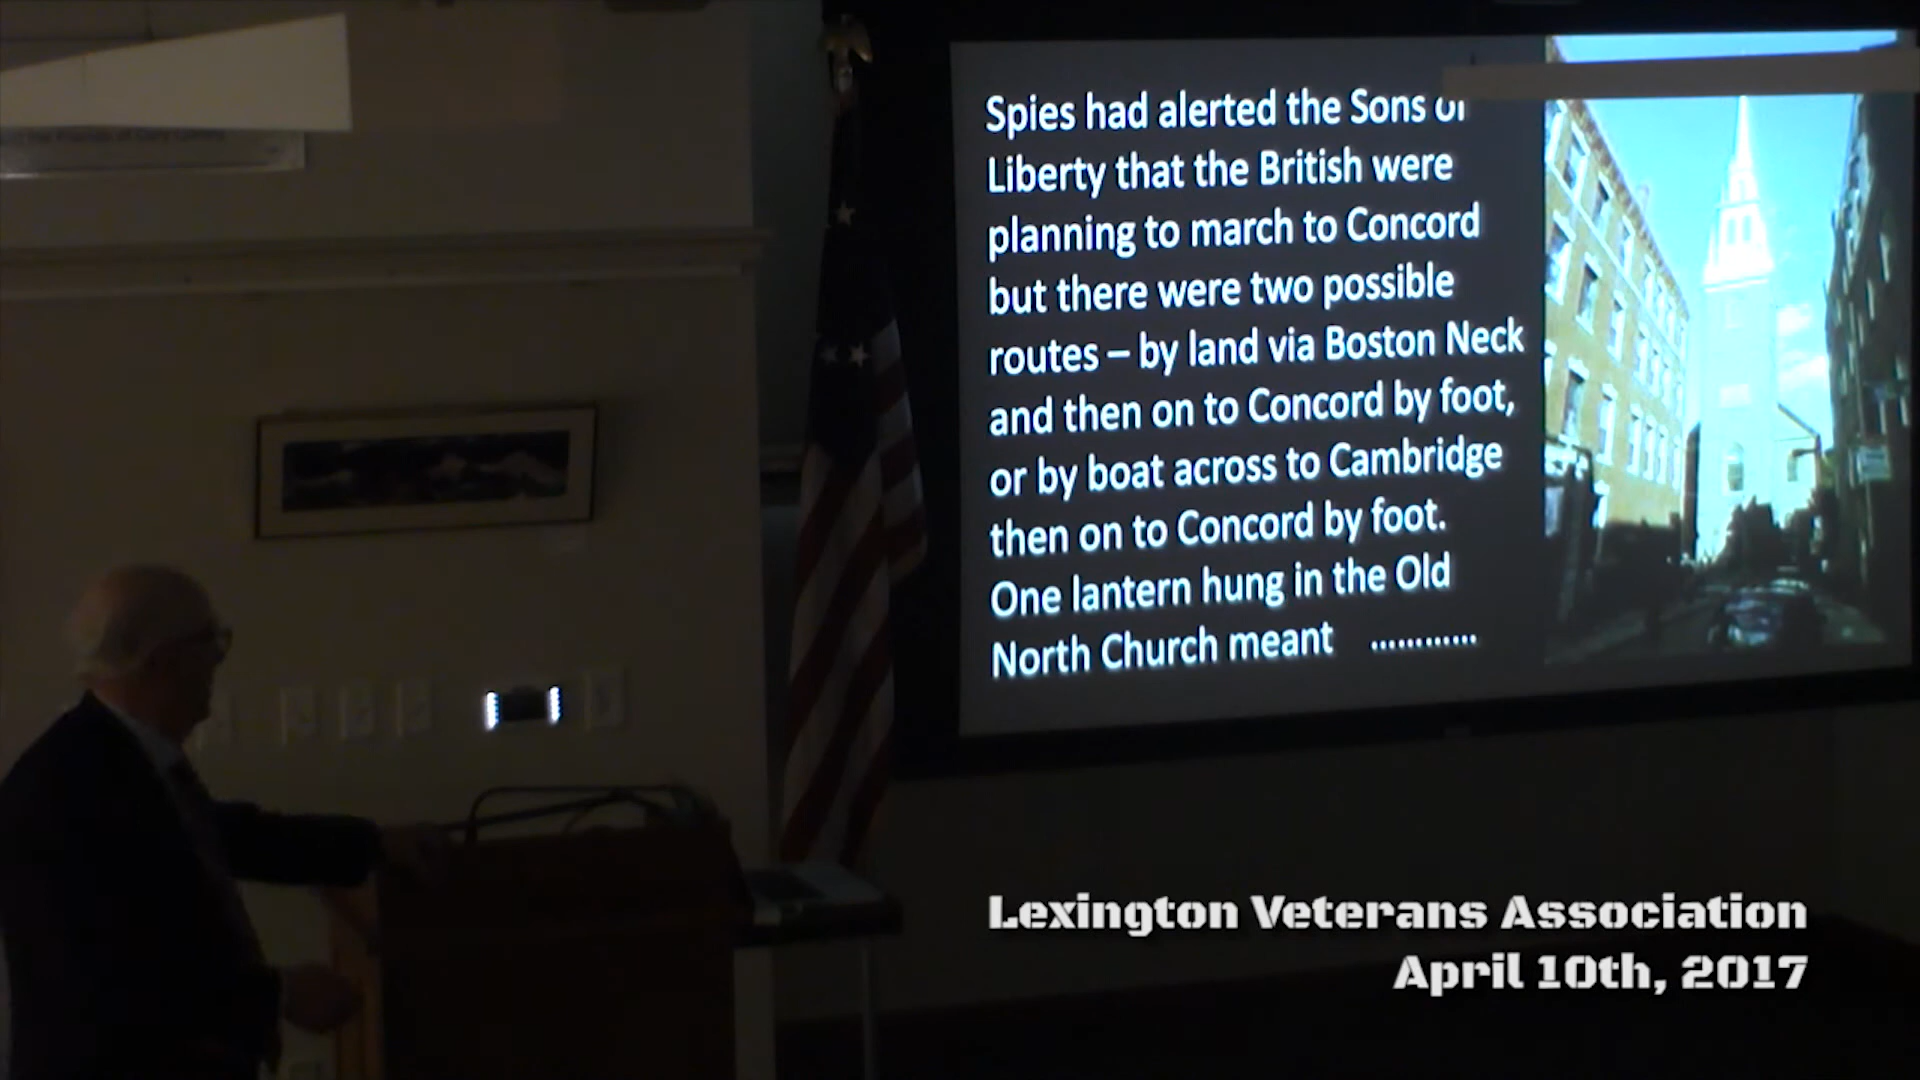 Spies had alerted the Sons of
Liberty that the British were
planning to march to Concord
but there were two possible
routes – by land via Boston Neck
and then on to Concord by foot,
or by boat across to Cambridge
then on to Concord by foot.
One lantern hung in the Old
North Church meant ............
Lexington Veterans Association
April 10th, 2017